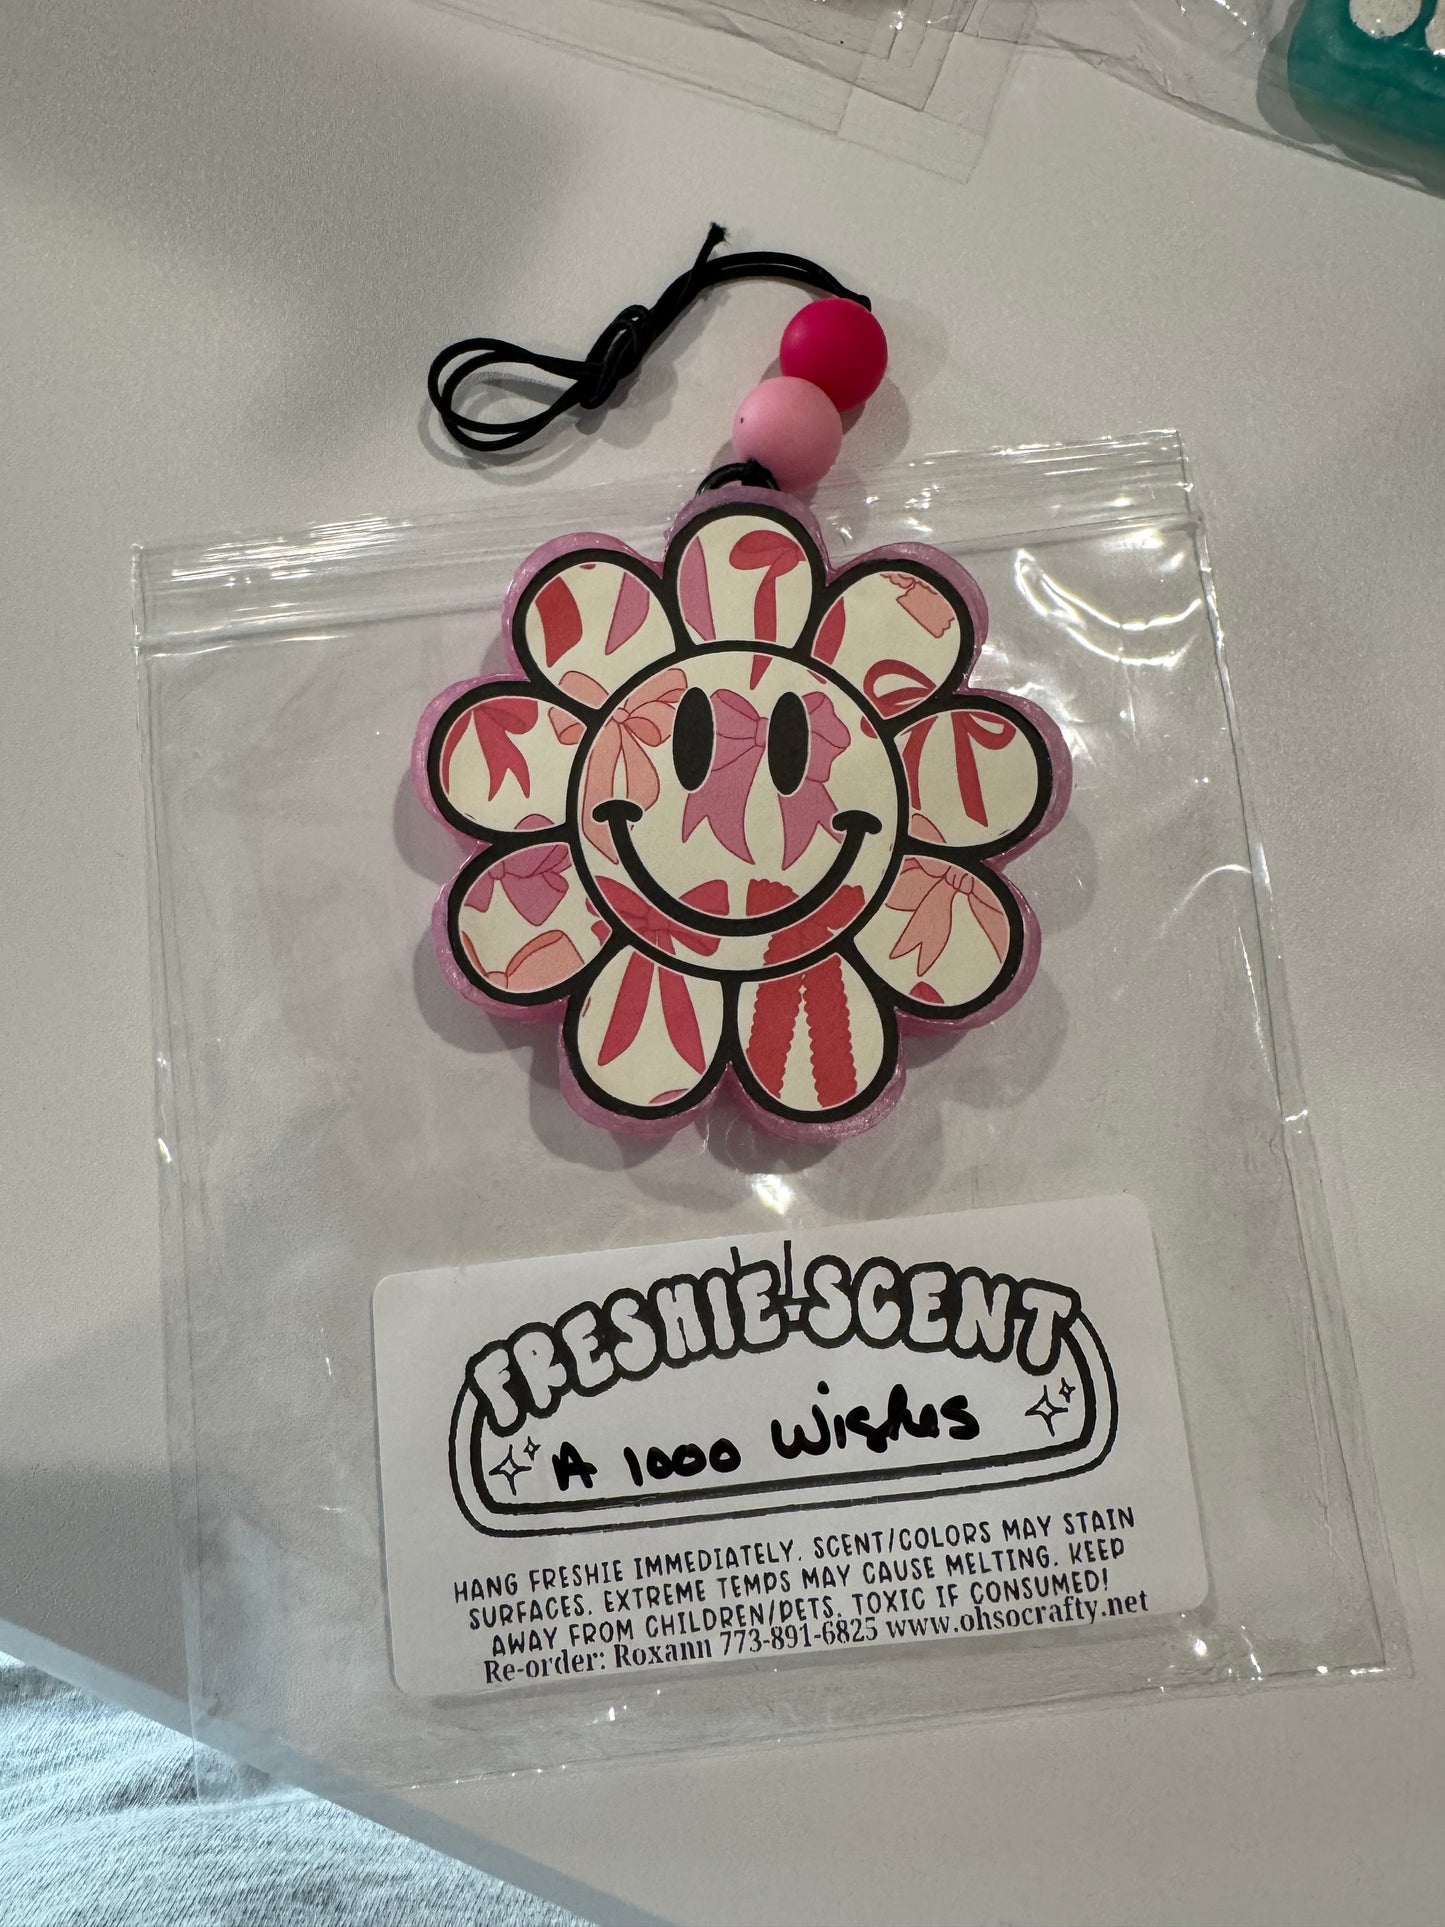 FRESHIE SCENT
A 1000 Wishes
HANG FRESHIE IMMEDIATELY. SCENT/COLORS MAY STAIN
SURFACES. EXTREME TEMPS MAY CAUSE MELTING. KEEP
AWAY FROM CHILDREN/PETS. TOXIC IF CONSUMED!
Re-order: Roxann 773-891-6825 www.ohsocrafty.net